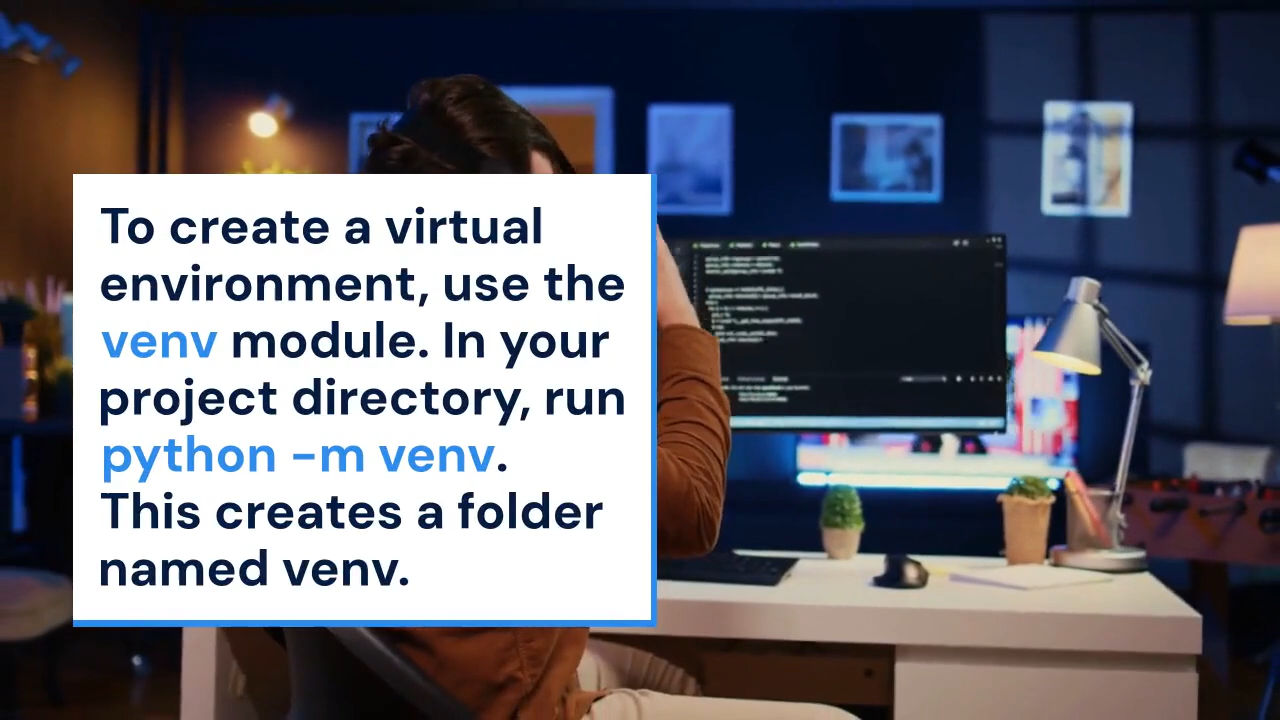 To create a virtual
environment, use the
venv module. In your
project directory, run
python -m venv.
This creates a folder
named venv.